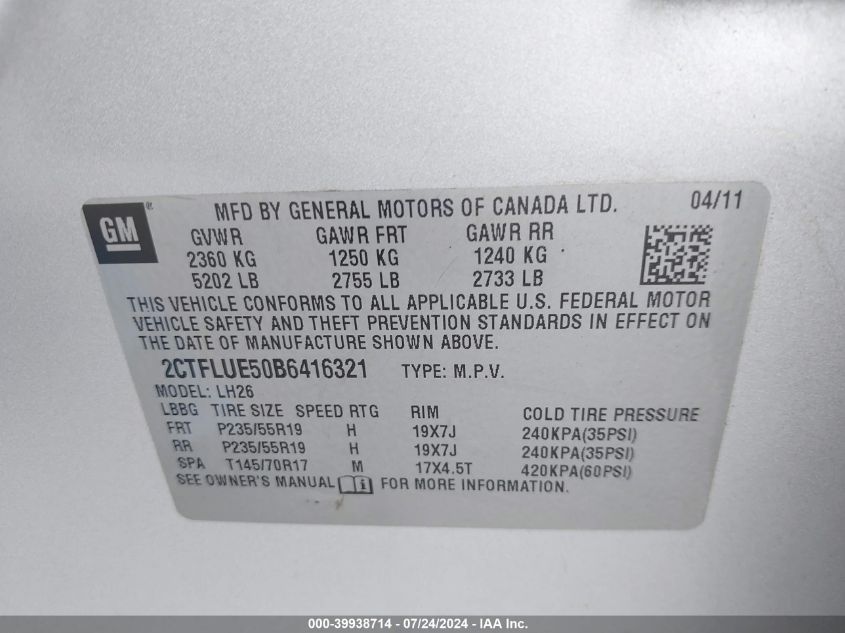 GM® MFD BY GENERAL MOTORS OF CANADA LTD. 04/11
GVWR GAWR FRT GAWR RR
2360 KG 1250 KG 1240 KG
5202 LB 2755 LB 2733 LB
THIS VEHICLE CONFORMS TO ALL APPLICABLE U.S. FEDERAL MOTOR
VEHICLE SAFETY AND THEFT PREVENTION STANDARDS IN EFFECT ON
THE DATE OF MANUFACTURE SHOWN ABOVE.
2CTFLUE50B6416321 TYPE: M.P.V.
MODEL: LH26
LBBG TIRE SIZE SPEED RTG RIM COLD TIRE PRESSURE
FRT P235/55R19 H 19X7J 240KPA(35PSI)
RR P235/55R19 H 19X7J 240KPA(35PSI)
SPA T145/70R17 M 17X4.5T 420KPA(60PSI)
SEE OWNER'S MANUAL FOR MORE INFORMATION.
000-39938714 - 07/24/2024 - IAA Inc.